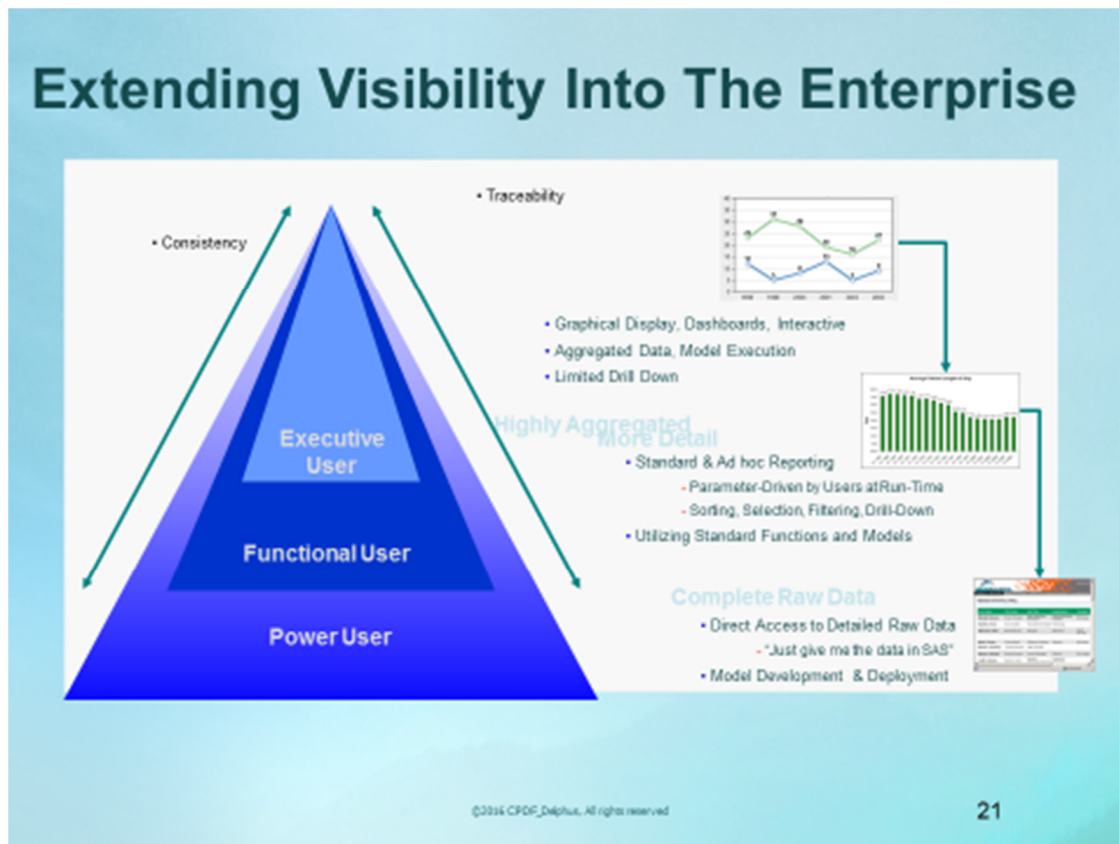 Extending Visibility Into The Enterprise
▪ Traceability
▪ Consistency
▪ Graphical Display, Dashboards, Interactive
▪ Aggregated Data, Model Execution
▪ Limited Drill Down
Highly Aggregated
More Detail
Executive
User
▪ Standard & Ad hoc Reporting
- Parameter-Driven by Users at Run-Time
- Sorting, Selection, Filtering, Drill-Down
▪ Utilizing Standard Functions and Models
Functional User
Complete Raw Data
▪ Direct Access to Detailed Raw Data
Power User
- "Just give me the data in SAS"
▪ Model Development & Deployment
©2016 CPDF_Delphus, All rights reserved
21